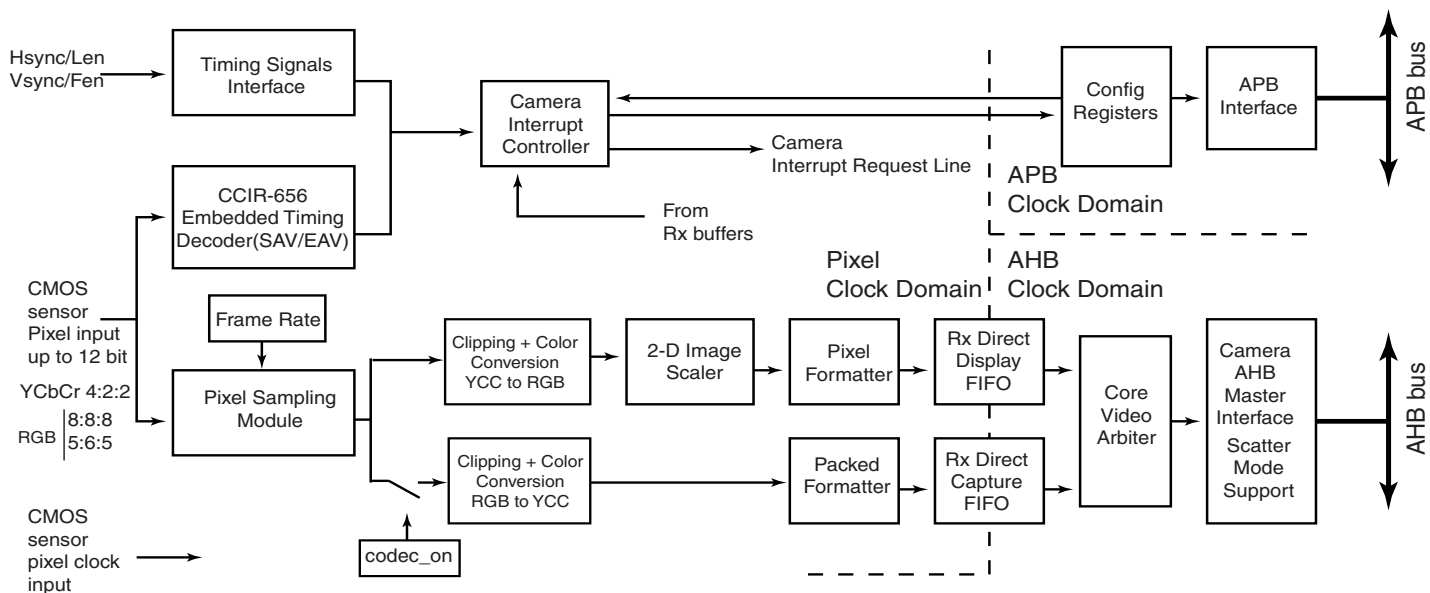 Hsync/Len
Vsync/Fen
Timing Signals
Interface
CCIR-656
Embedded Timing
Decoder(SAV/EAV)
Camera
Interrupt
Controller
Camera
Interrupt Request Line
From
Rx buffers
Config
Registers
APB
Interface
APB bus
APB
Clock Domain
Pixel
Clock Domain
AHB
Clock Domain
CMOS
sensor
Pixel input
up to 12 bit
YCbCr 4:2:2
RGB
8:8:8
5:6:5
Frame Rate
Pixel Sampling
Module
Clipping + Color
Conversion
YCC to RGB
2-D Image
Scaler
Pixel
Formatter
Rx Direct
Display
FIFO
Clipping + Color
Conversion
RGB to YCC
Packed
Formatter
Rx Direct
Capture
FIFO
Core
Video
Arbiter
Camera
AHB
Master
Interface
Scatter
Mode
Support
AHB bus
codec_on
CMOS
sensor
pixel clock
input